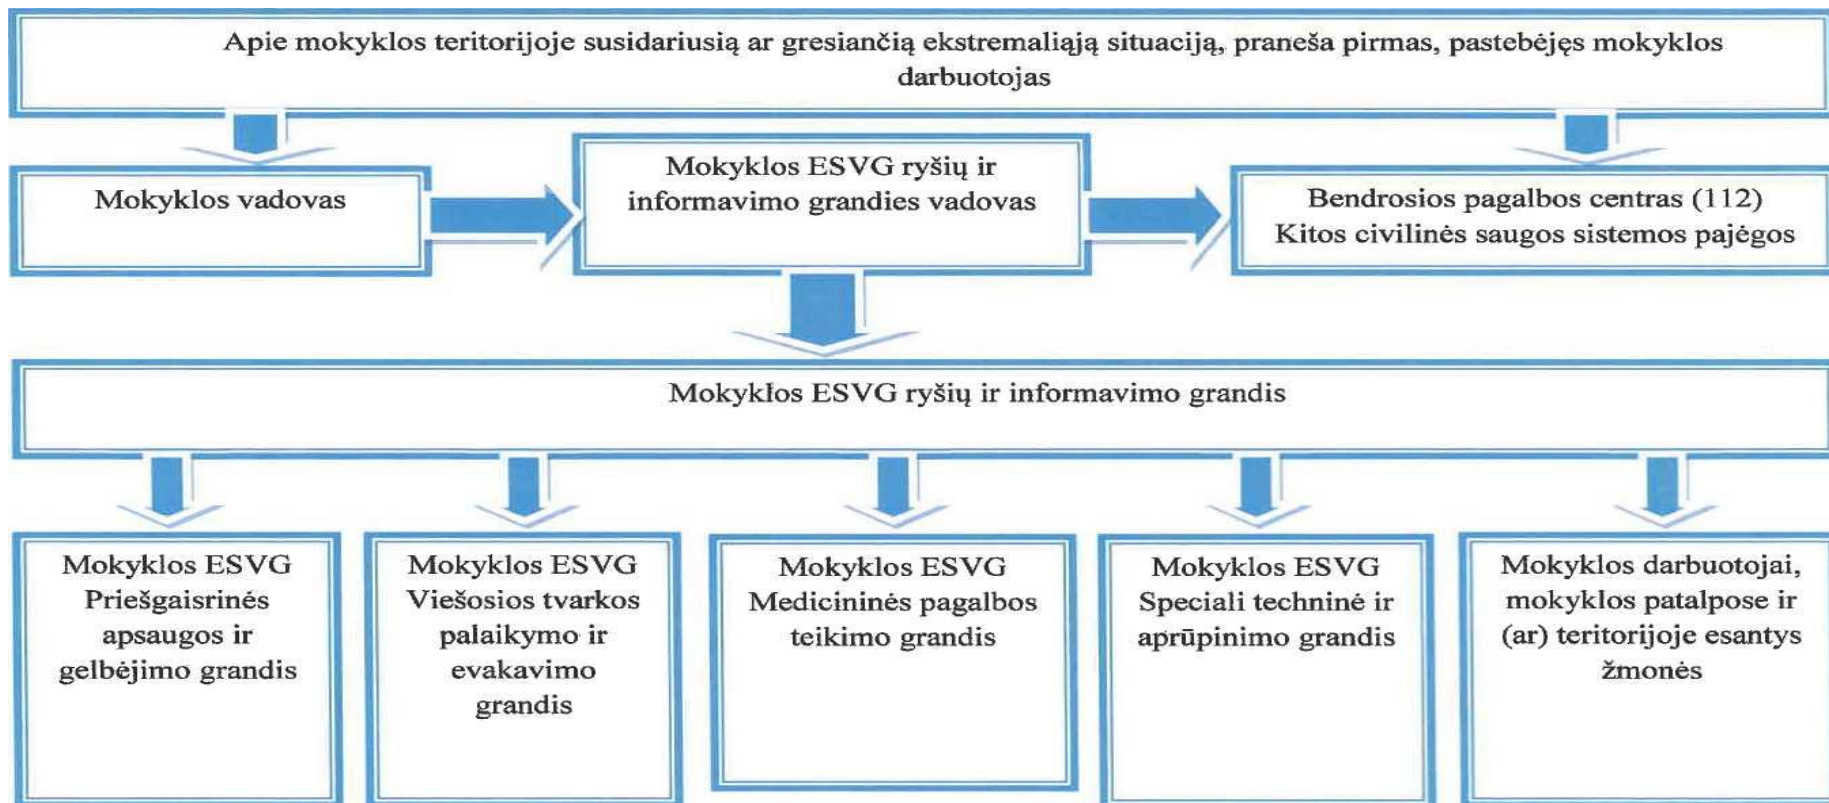 Apie mokyklos teritorijoje susidariusią ar gresiančią ekstremaliąją situaciją, praneša pirmas, pastebėjęs mokyklos
darbuotojas
Mokyklos vadovas
Mokyklos ESVG ryšių ir
informavimo grandies vadovas
Bendrosios pagalbos centras (112)
Kitos civilinės saugos sistemos pajėgos
Mokyklos ESVG ryšių ir informavimo grandis
Mokyklos ESVG
Priešgaisrinės
apsaugos ir
gelbėjimo grandis
Mokyklos ESVG
Viešosios tvarkos
palaikymo ir
evakavimo
grandis
Mokyklos ESVG
Medicininės pagalbos
teikimo grandis
Mokyklos ESVG
Speciali techninė ir
aprūpinimo grandis
Mokyklos darbuotojai,
mokyklos patalpose ir
(ar) teritorijoje esantys
žmonės